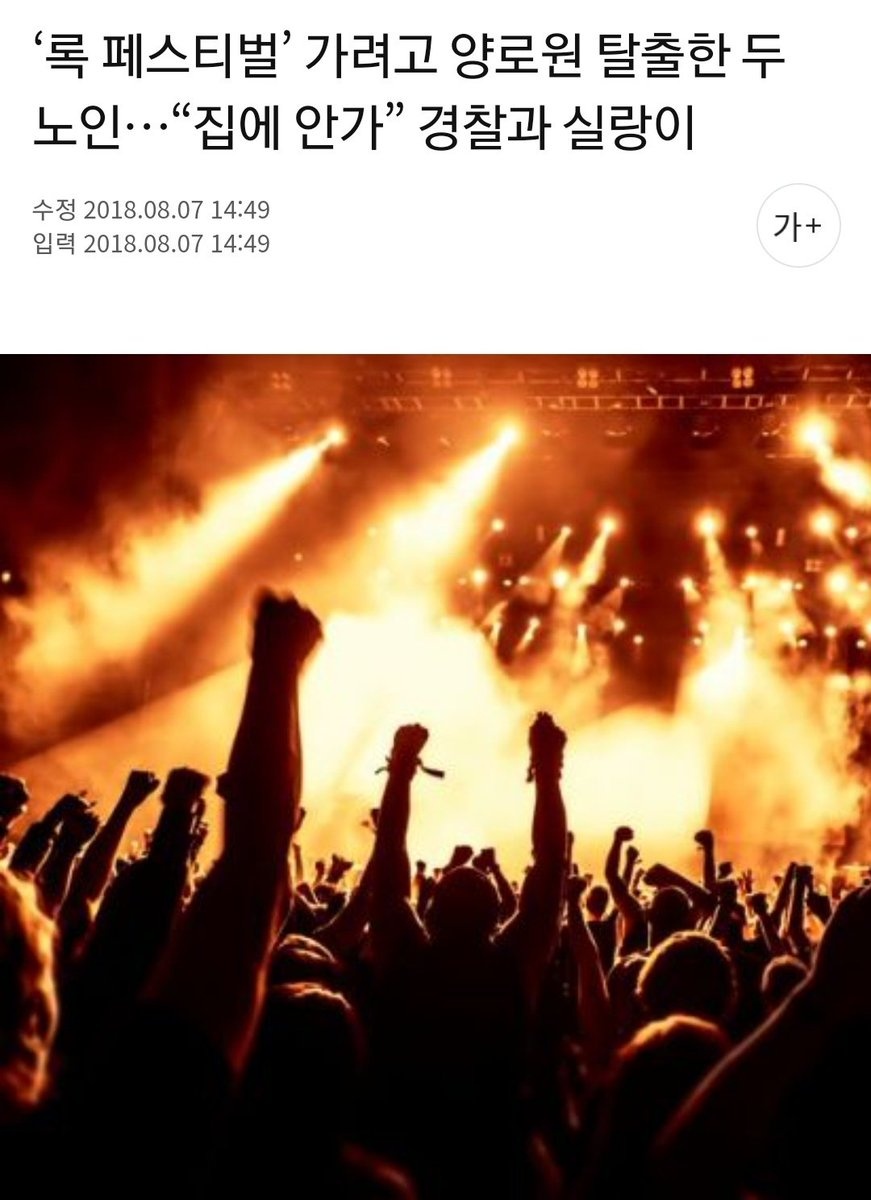 ‘록 페스티벌’ 가려고 양로원 탈출한 두
노인…“집에 안가” 경찰과 실랑이
수정 2018.08.07 14:49
입력 2018.08.07 14:49
가+